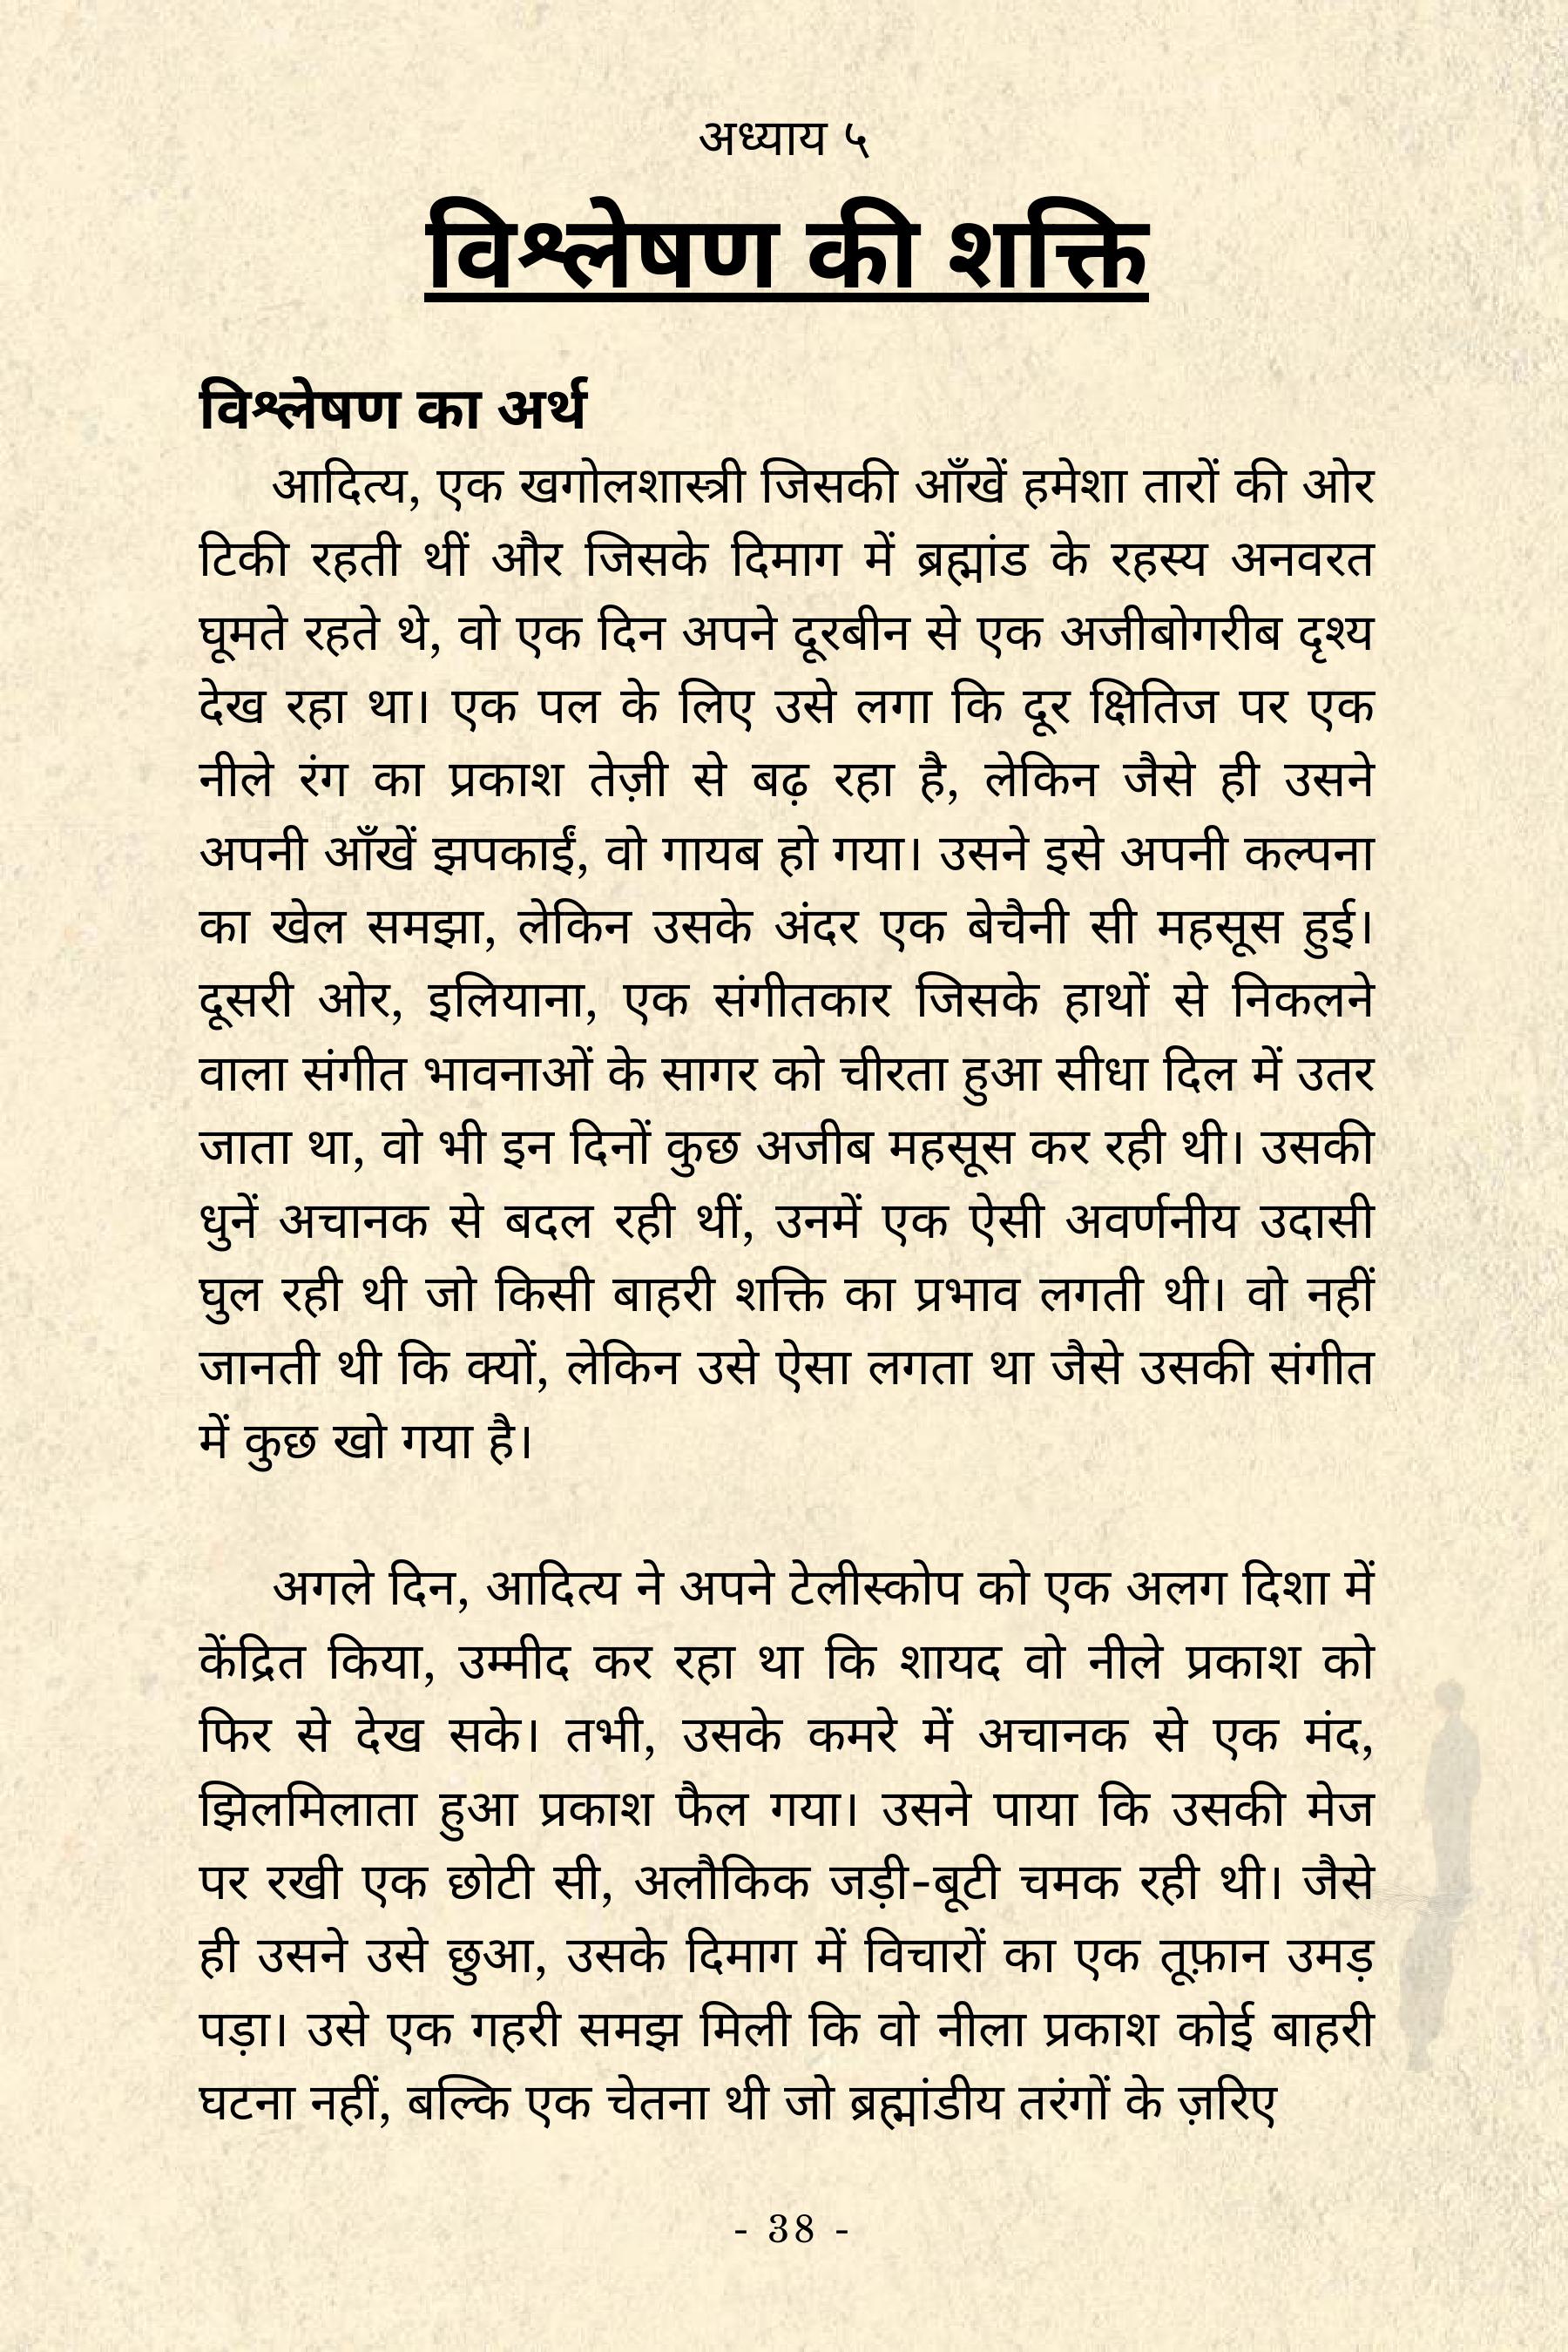 अध्याय ५
विश्लेषण की शक्ति
विश्लेषण का अर्थ
आदित्य, एक खगोलशास्त्री जिसकी आँखें हमेशा तारों की ओर
टिकी रहती थीं और जिसके दिमाग में ब्रह्मांड के रहस्य अनवरत
घूमते रहते थे, वो एक दिन अपने दूरबीन से एक अजीबोगरीब दृश्य
देख रहा था। एक पल के लिए उसे लगा कि दूर क्षितिज पर एक
नीले रंग का प्रकाश तेज़ी से बढ़ रहा है, लेकिन जैसे ही उसने
अपनी आँखें झपकाईं, वो गायब हो गया। उसने इसे अपनी कल्पना
का खेल समझा, लेकिन उसके अंदर एक बेचैनी सी महसूस हुई।
दूसरी ओर, इलियाना, एक संगीतकार जिसके हाथों से निकलने
वाला संगीत भावनाओं के सागर को चीरता हुआ सीधा दिल में उतर
जाता था, वो भी इन दिनों कुछ अजीब महसूस कर रही थी। उसकी
धुनें अचानक से बदल रही थीं, उनमें एक ऐसी अवर्णनीय उदासी
घुल रही थी जो किसी बाहरी शक्ति का प्रभाव लगती थी। वो नहीं
जानती थी कि क्यों, लेकिन उसे ऐसा लगता था जैसे उसकी संगीत
में कुछ खो गया है।
अगले दिन, आदित्य ने अपने टेलीस्कोप को एक अलग दिशा में
केंद्रित किया, उम्मीद कर रहा था कि शायद वो नीले प्रकाश को
फिर से देख सके। तभी, उसके कमरे में अचानक से एक मंद,
झिलमिलाता हुआ प्रकाश फैल गया। उसने पाया कि उसकी मेज
पर रखी एक छोटी सी, अलौकिक जड़ी-बूटी चमक रही थी। जैसे
ही उसने उसे छुआ, उसके दिमाग में विचारों का एक तूफ़ान उमड़
पड़ा। उसे एक गहरी समझ मिली कि वो नीला प्रकाश कोई बाहरी
घटना नहीं, बल्कि एक चेतना थी जो ब्रह्मांडीय तरंगों के ज़रिए
- 38 -